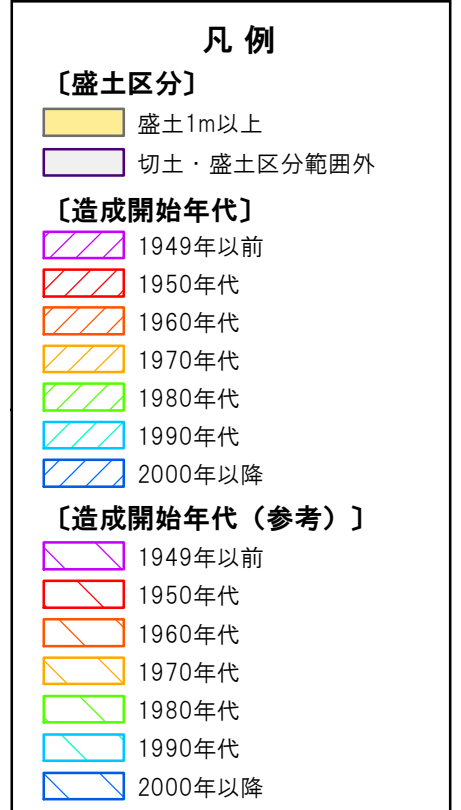 凡例
〔盛土区分〕
盛土1m以上
切土・盛土区分範囲外
〔造成開始年代〕
1949年以前
1950年代
1960年代
1970年代
1980年代
1990年代
2000年以降
〔造成開始年代（参考）〕
1949年以前
1950年代
1960年代
1970年代
1980年代
1990年代
2000年以降